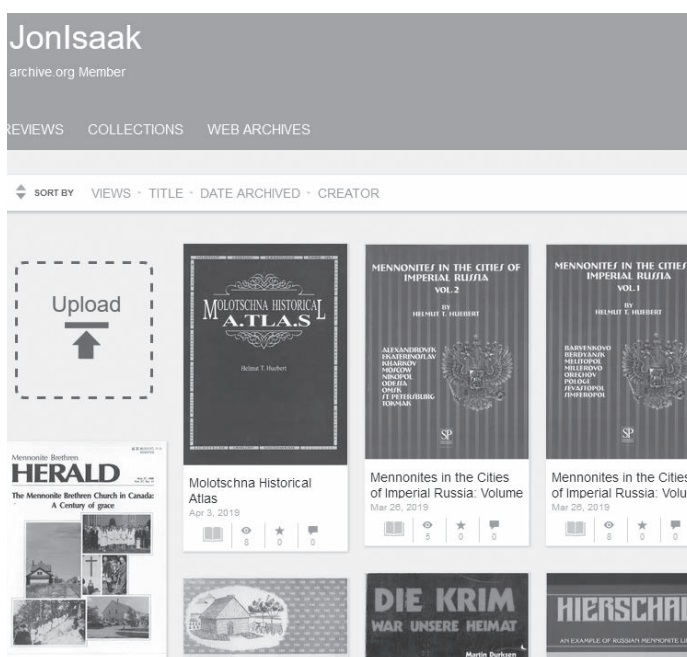 JonIsaak
archive.org Member
REVIEWS COLLECTIONS WEB ARCHIVES
SORT BY VIEWS · TITLE · DATE ARCHIVED · CREATOR
Upload
MOLOTSCHNA HISTORICAL
A.T.L.A.S
Helmut T. Huebert
Molotschna Historical
Atlas
Apr 3, 2019
8 0 0
MENNONITES IN THE CITIES OF
IMPERIAL RUSSIA
VOL. 2
BY
HELMUT T. HUEBERT
ALEXANDROVSK
EKATERINOSLAV
KHARKOV
MOSCOW
NIKOPOL
ODESSA
OMSK
ST. PETERSBURG
TOKMAK
SP
Mennonites in the Cities
of Imperial Russia: Volume
Mar 26, 2019
5 0 0
MENNONITES IN THE CITIES
IMPERIAL RUSSIA
VOL. 1
BY
HELMUT T. HUEBERT
BARVENKOVO
BERDYANSK
MELITOPOL
MILLEROVO
ORECHOV
POLOGI
SEVASTOPOL
SIMFEROPOL
SP
Mennonites in the Cities
of Imperial Russia: Volu
Mar 26, 2019
8 0 0
Mennonite Brethren
HERALD
The Mennonite Brethren Church in Canada:
A Century of grace
DIE KRIM
WAR UNSERE HEIMAT
Martin Durksen
HIERSCHA
AN EXAMPLE OF RUSSIAN MENNONITE LI